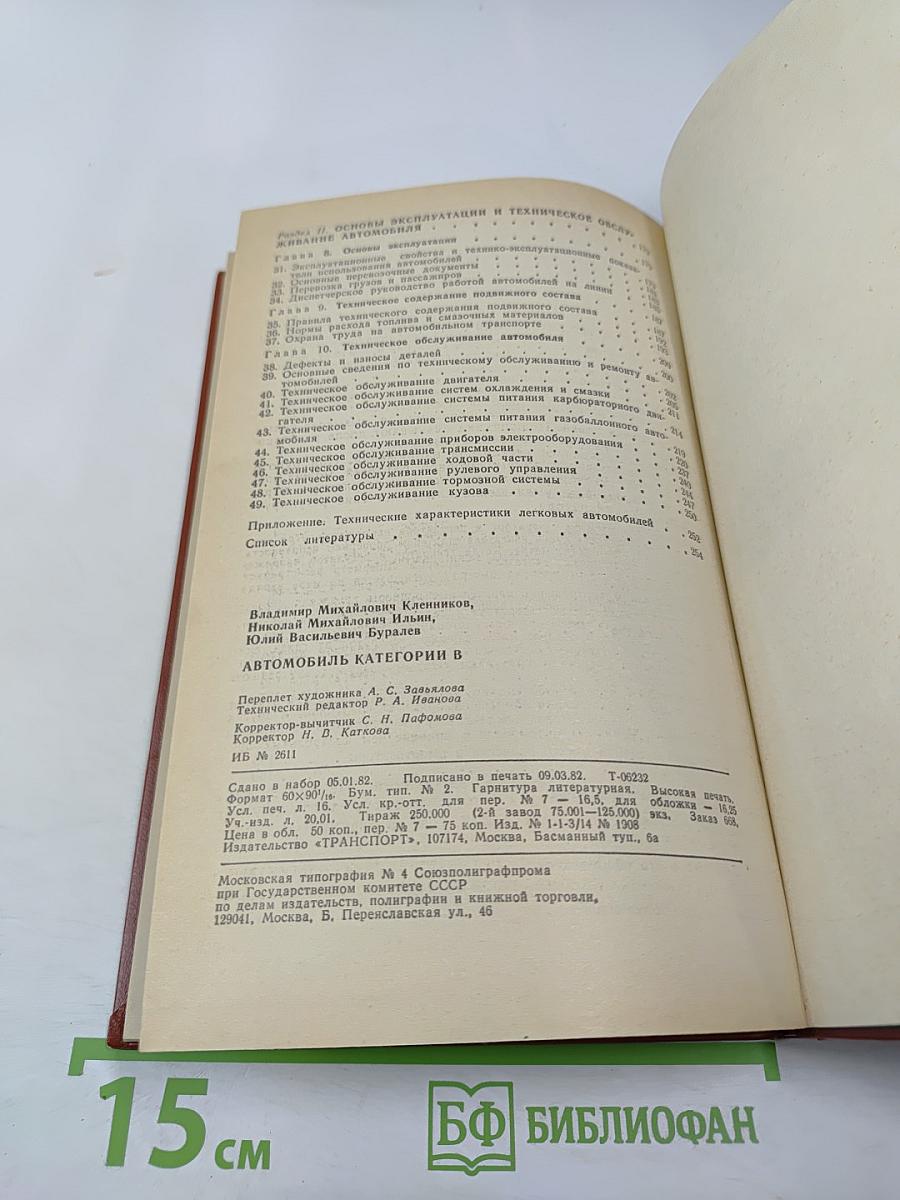 Раздел II. ОСНОВЫ ЭКСПЛУАТАЦИИ И ТЕХНИЧЕСКОЕ ОБСЛУ-
ЖИВАНИЕ АВТОМОБИЛЯ
Глава 8. Основы эксплуатации
31. Эксплуатационные свойства и технико-эксплуатационные показа-
тели использования автомобилей
32. Основные перевозочные документы
33. Перевозка грузов и пассажиров
34. Диспетчерское руководство работой автомобилей на линии
Глава 9. Техническое содержание подвижного состава
35. Правила технического содержания подвижного состава
36. Нормы расхода топлива и смазочных материалов
37. Охрана труда на автомобильном транспорте
Глава 10. Техническое обслуживание автомобиля
38. Дефекты и износы деталей
39. Основные сведения по техническому обслуживанию и ремонту ав-
томобилей
40. Техническое обслуживание двигателя
41. Техническое обслуживание систем охлаждения и смазки
42. Техническое обслуживание системы питания карбюраторного дви-
гателя . 214
43. Техническое обслуживание системы питания газобаллонного авто-
мобиля . 219
44. Техническое обслуживание приборов электрооборудования
45. Техническое обслуживание трансмиссии
46. Техническое обслуживание ходовой части
47. Техническое обслуживание рулевого управления
48. Техническое обслуживание тормозной системы
49. Техническое обслуживание кузова . 250
Приложение. Технические характеристики легковых автомобилей . 252
Список литературы . 254
Владимир Михайлович Кленников,
Николай Михайлович Ильин,
Юлий Васильевич Буралев
АВТОМОБИЛЬ КАТЕГОРИИ В
Переплет художника А. С. Завьялова
Технический редактор Р. А. Иванова
Корректор-вычитчик С. Н. Пафомова
Корректор Н. В. Каткова
ИБ № 2611
Сдано в набор 05.01.82. Подписано в печать 09.03.82. Т-06232
Формат 60×90¹/₁₆. Бум. тип. № 2. Гарнитура литературная. Высокая печать.
Усл. печ. л. 16. Усл. кр.-отт. для пер. № 7 — 16,5, для обложки — 16,25
Уч.-изд. л. 20,01. Тираж 250.000 (2-й завод 75.001—125.000) экз. Заказ 668.
Цена в обл. 50 коп., пер. № 7 — 75 коп. Изд. № 1-1-3/14 № 1908
Издательство «ТРАНСПОРТ», 107174, Москва, Басманный туп., 6а
Московская типография № 4 Союзполиграфпрома
при Государственном комитете СССР
по делам издательств, полиграфии и книжной торговли,
129041, Москва, Б. Переяславская ул., 46
15 см
БФ БИБЛИОФАН